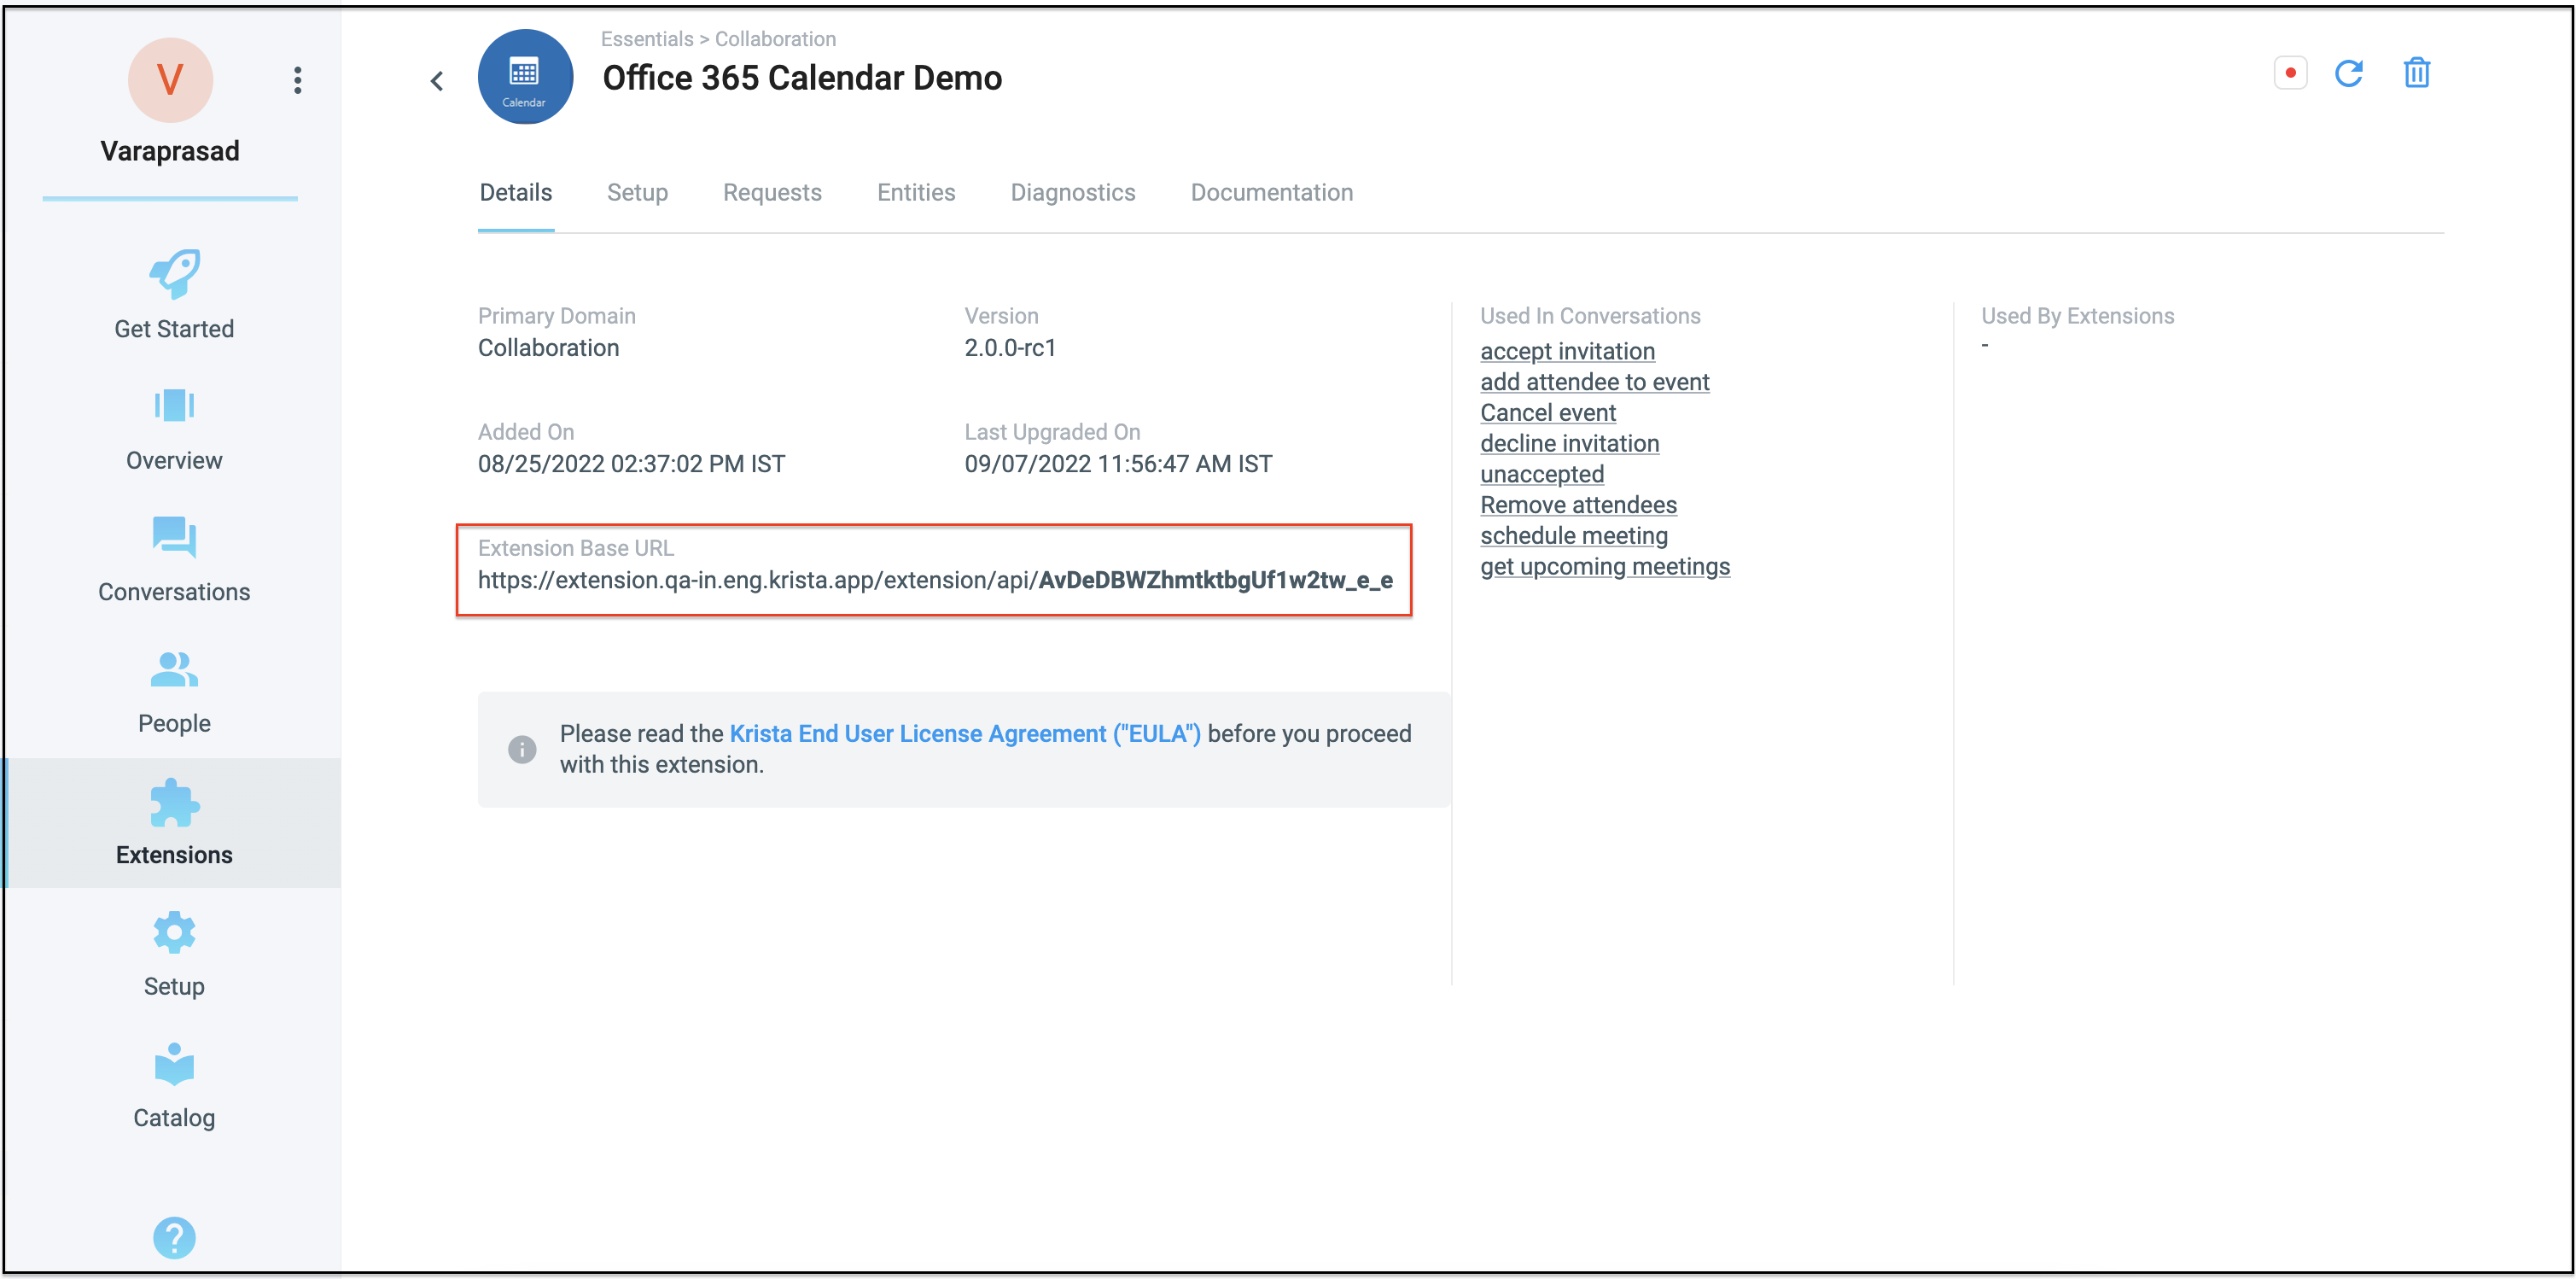 V
Varaprasad
Get Started
Overview
Conversations
People
Extensions
Setup
Catalog
?
Calendar
Essentials > Collaboration
Office 365 Calendar Demo
Details Setup Requests Entities Diagnostics Documentation
Primary Domain
Collaboration
Version
2.0.0-rc1
Added On
08/25/2022 02:37:02 PM IST
Last Upgraded On
09/07/2022 11:56:47 AM IST
Extension Base URL
https://extension.qa-in.eng.krista.app/extension/api/AvDeDBWZhmtktbgUf1w2tw_e_e
Please read the Krista End User License Agreement ("EULA") before you proceed
with this extension.
Used In Conversations
accept invitation
add attendee to event
Cancel event
decline invitation
unaccepted
Remove attendees
schedule meeting
get upcoming meetings
Used By Extensions
-